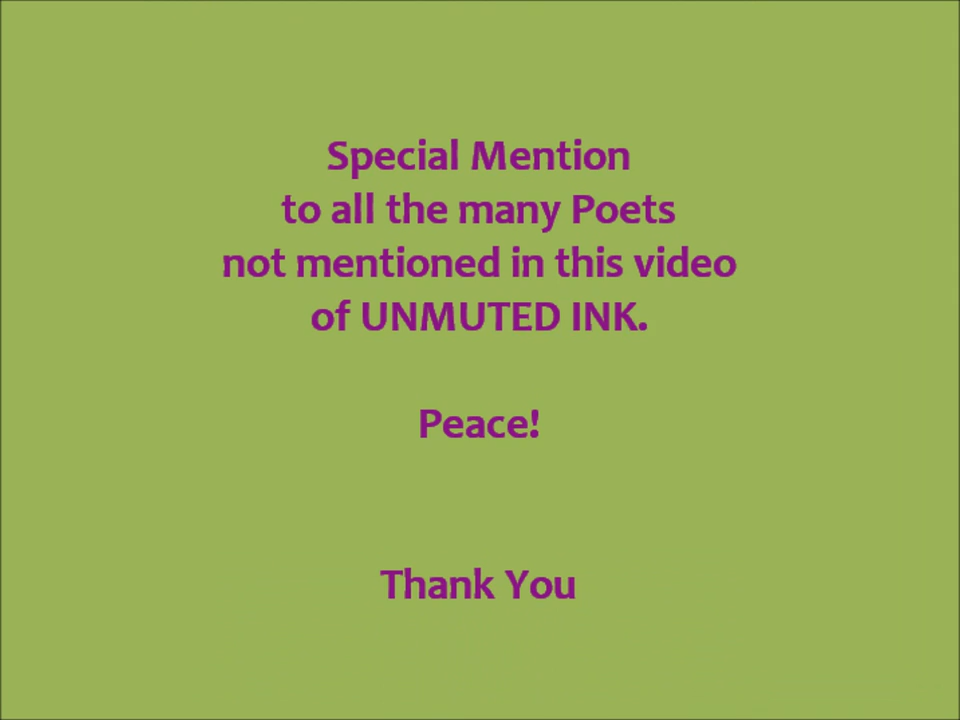 Special Mention
to all the many Poets
not mentioned in this video
of UNMUTED INK.
Peace!
Thank You